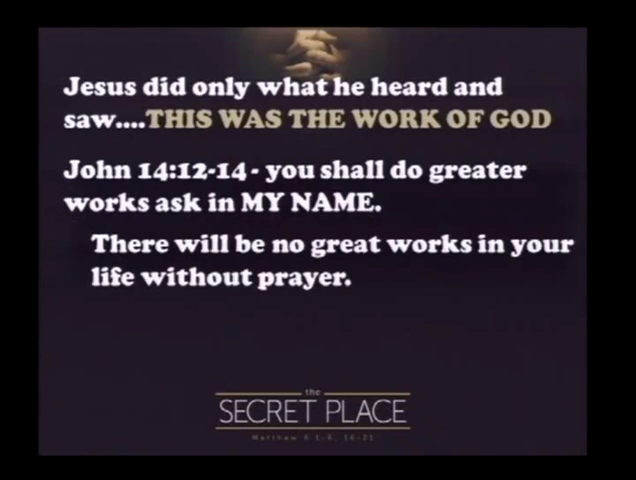 Jesus did only what he heard and
saw....THIS WAS THE WORK OF GOD
John 14:12-14 - you shall do greater
works ask in MY NAME.
There will be no great works in your
life without prayer.
the
SECRET PLACE
Matthew 6